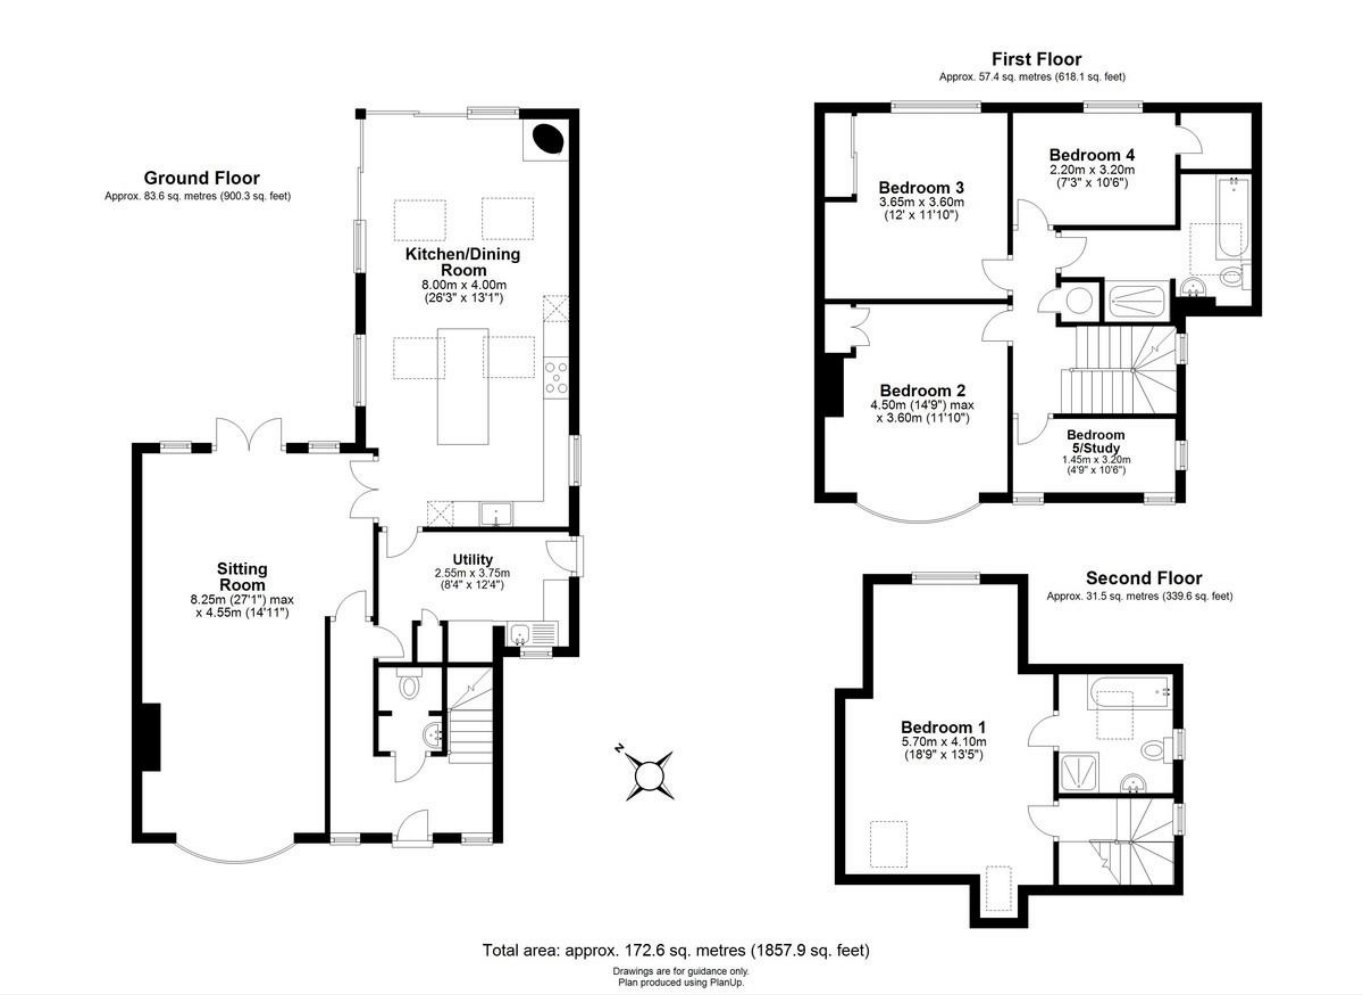 Ground Floor
Approx. 83.6 sq. metres (900.3 sq. feet)
Kitchen/Dining
Room
8.00m x 4.00m
(26'3" x 13'1")
Utility
2.55m x 3.75m
(8'4" x 12'4")
Sitting
Room
8.25m (27'1") max
x 4.55m (14'11")
N
N
First Floor
Approx. 57.4 sq. metres (618.1 sq. feet)
Bedroom 4
2.20m x 3.20m
(7'3" x 10'6")
Bedroom 3
3.65m x 3.60m
(12' x 11'10")
N
Bedroom 2
4.50m (14'9") max
x 3.60m (11'10")
Bedroom
5/Study
1.45m x 3.20m
(4'9" x 10'6")
Second Floor
Approx. 31.5 sq. metres (339.6 sq. feet)
Bedroom 1
5.70m x 4.10m
(18'9" x 13'5")
N
Total area: approx. 172.6 sq. metres (1857.9 sq. feet)
Drawings are for guidance only.
Plan produced using PlanUp.